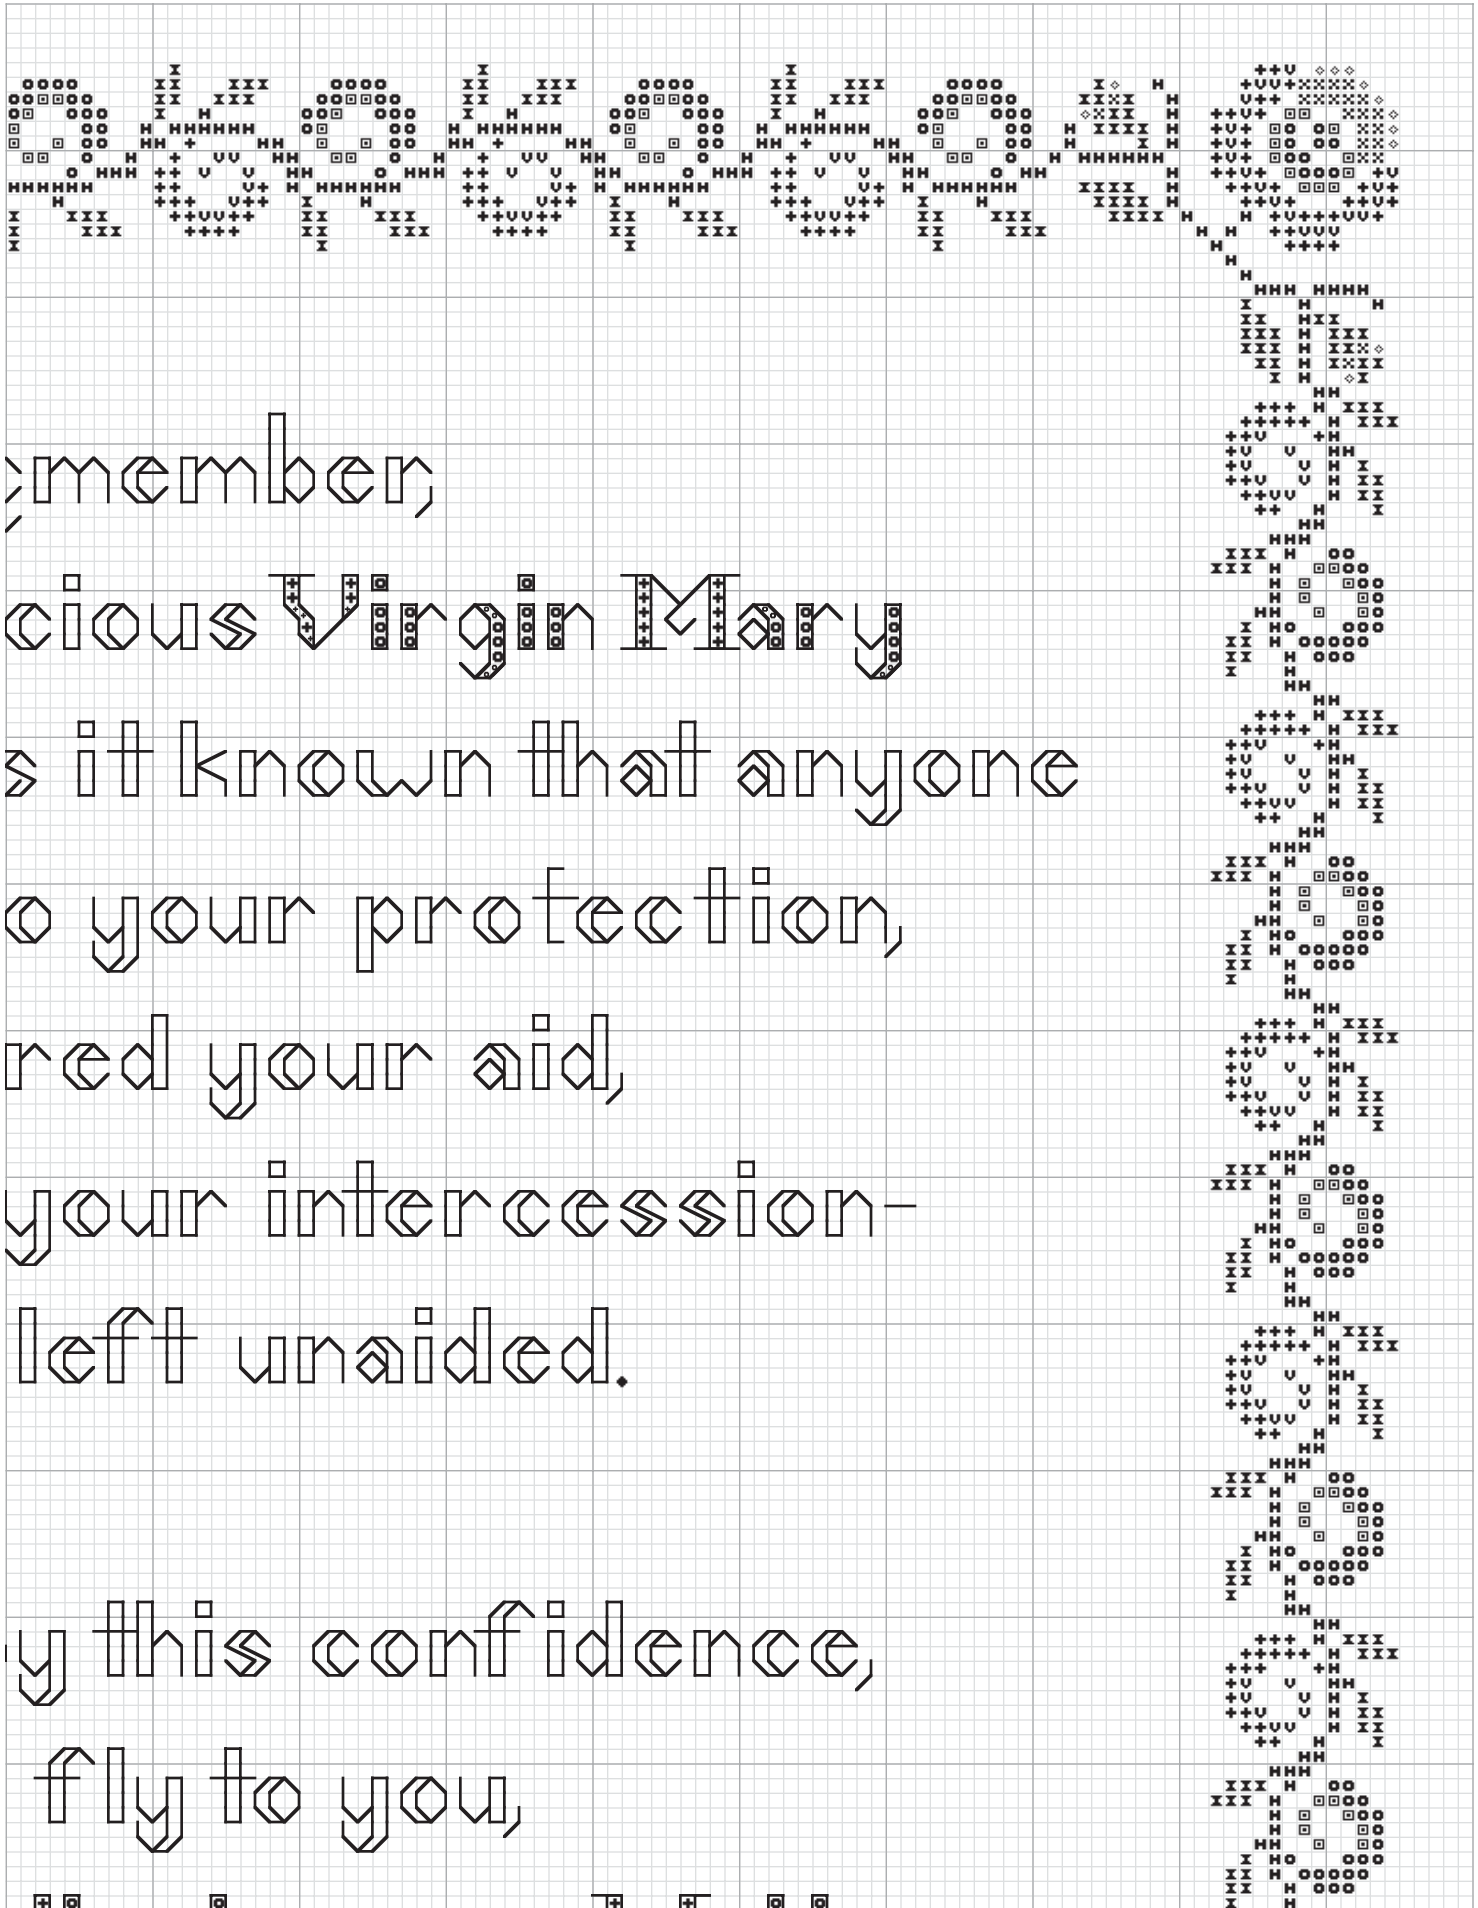 emember,
cious Virgin Mary
s it known that anyone
o your protection,
red your aid,
your intercession-
left unaided.
y this confidence,
fly to you,